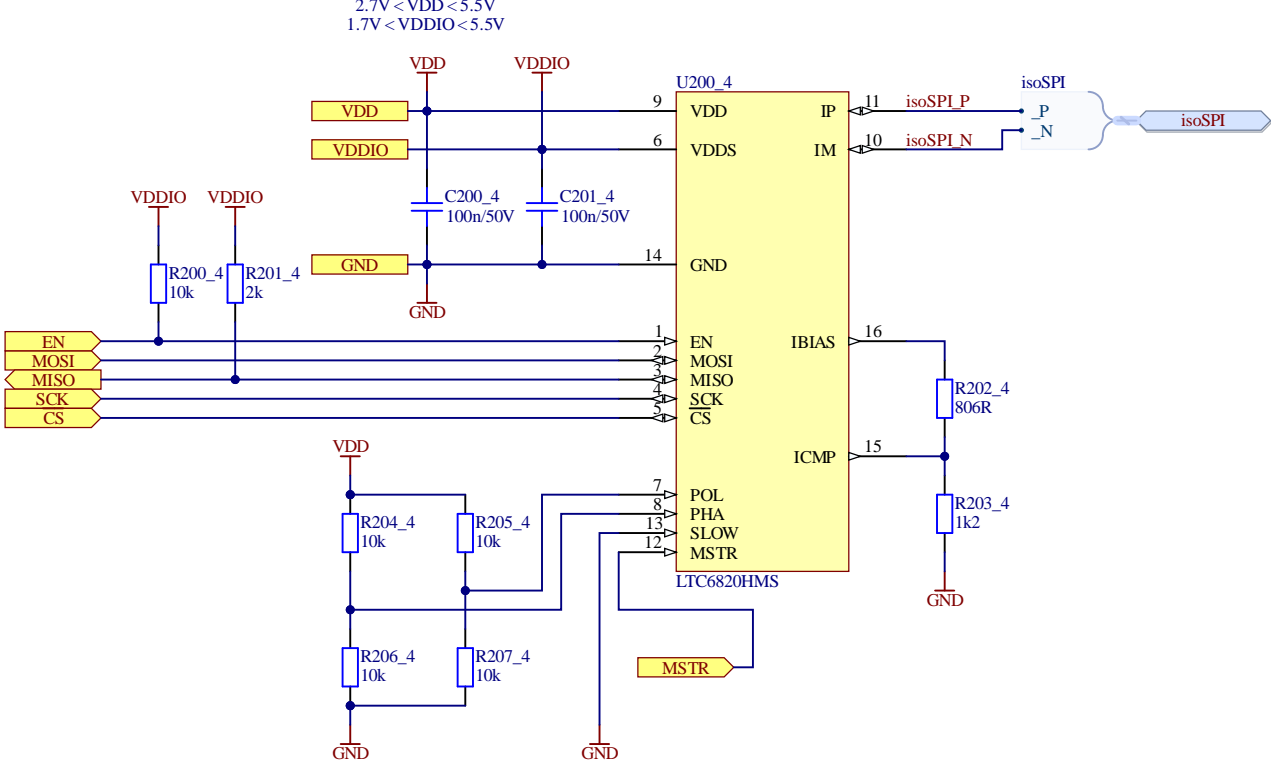 2.7V<VDD<5.5V
1.7V<VDDIO<5.5V
VDD
VDDIO
U200_4
isoSPI
VDD
9
VDD
IP
11
isoSPI_P
_P
isoSPI
VDDIO
6
VDDS
IM
10
isoSPI_N
_N
C200_4
100n/50V
C201_4
100n/50V
VDDIO
VDDIO
GND
14
GND
R200_4
10k
R201_4
2k
GND
EN
1
EN
IBIAS
16
MOSI
2
MOSI
MISO
3
MISO
SCK
4
SCK
CS
5
CS
R202_4
806R
VDD
ICMP
15
7
POL
8
PHA
13
SLOW
12
MSTR
R203_4
1k2
R204_4
10k
R205_4
10k
LTC6820HMS
GND
R206_4
10k
R207_4
10k
MSTR
GND
GND